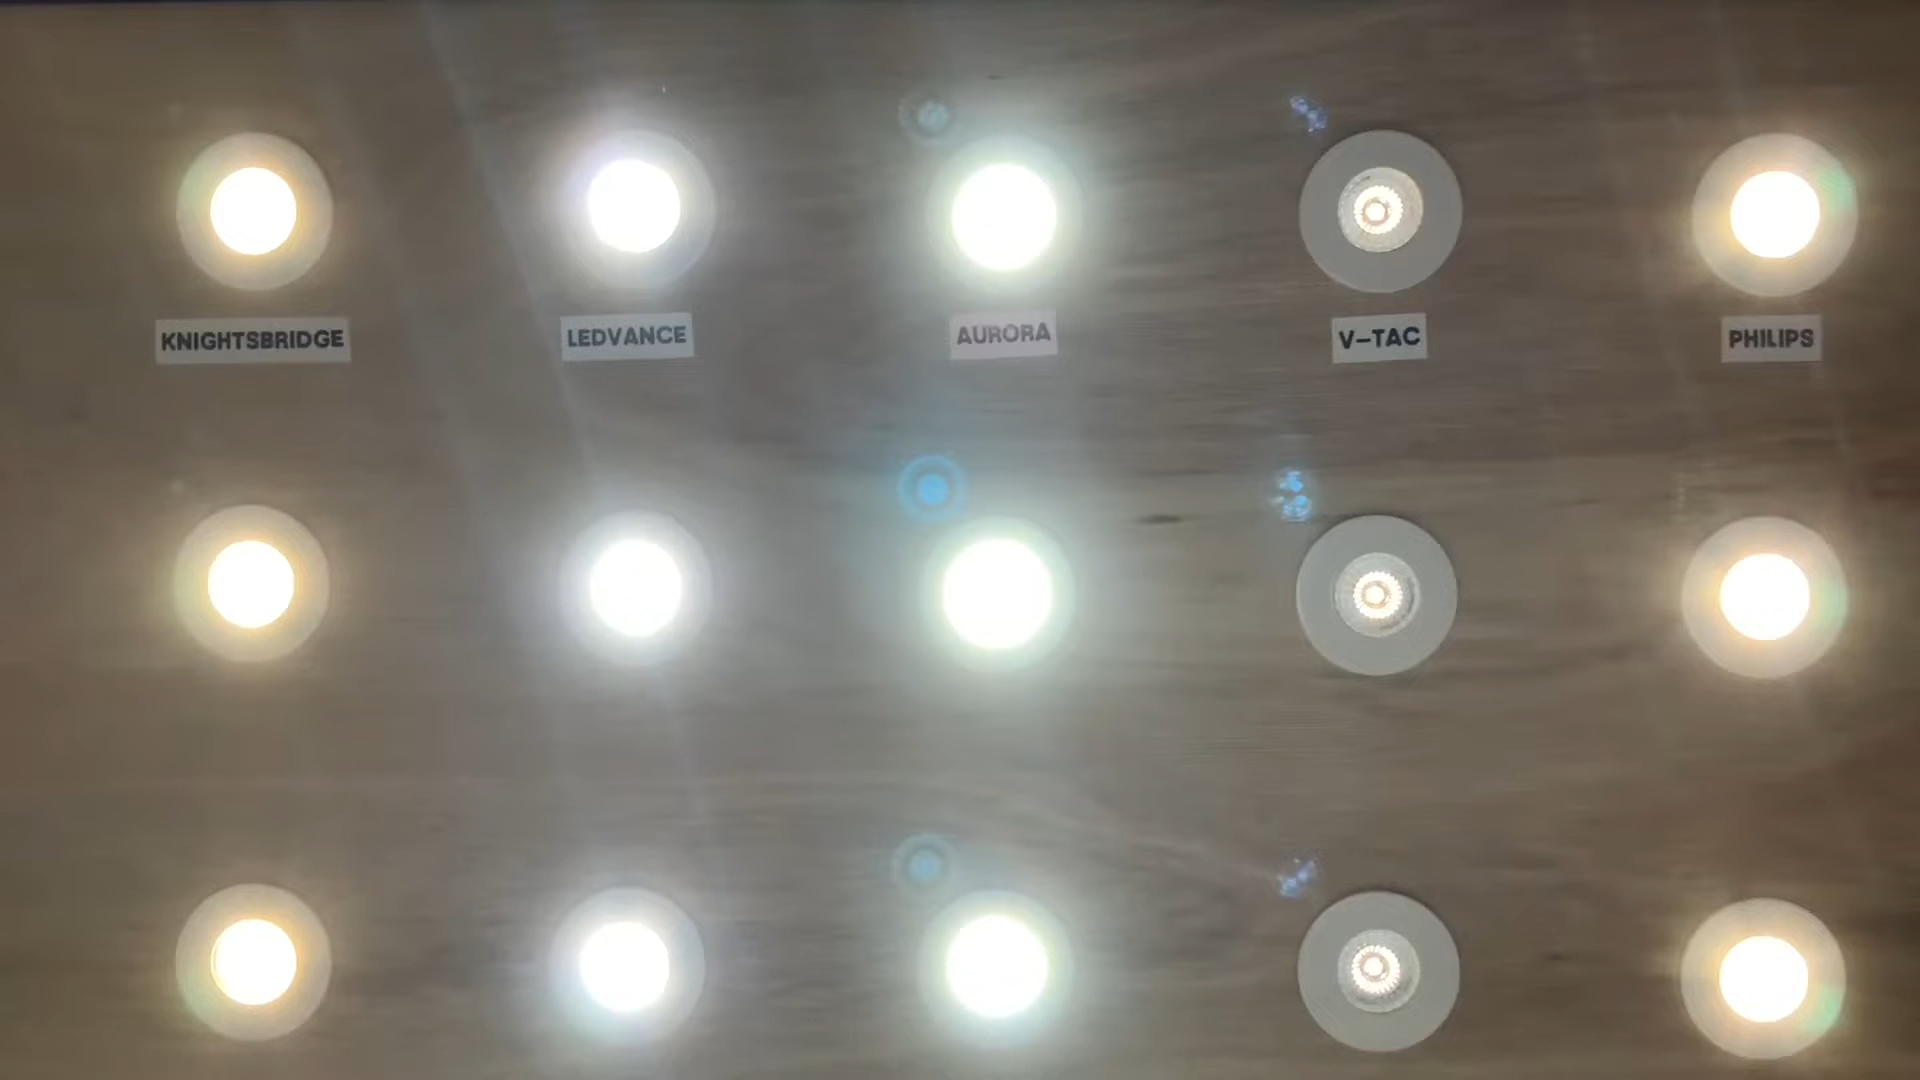 KNIGHTSBRIDGE
LEDVANCE
AURORA
V-TAC
PHILIPS